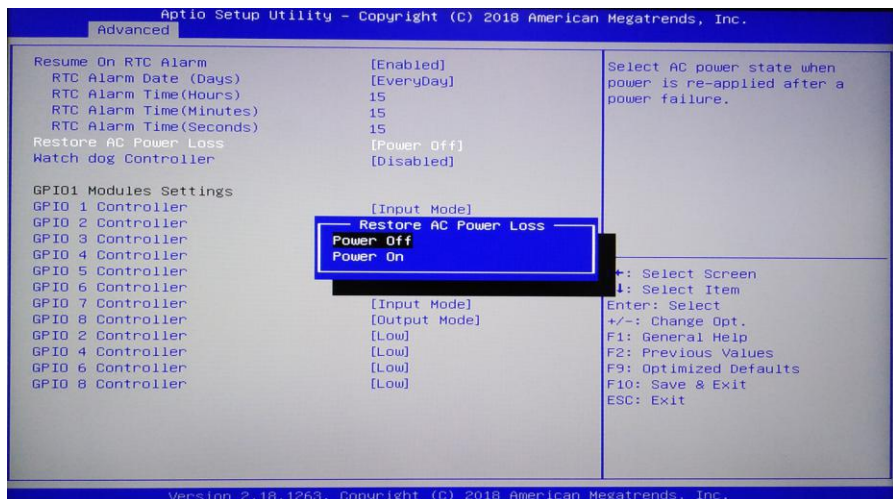 Aptio Setup Utility – Copyright (C) 2018 American Megatrends, Inc.
Advanced
Resume On RTC Alarm [Enabled]
RTC Alarm Date (Days) [EveryDay]
RTC Alarm Time(Hours) 15
RTC Alarm Time(Minutes) 15
RTC Alarm Time(Seconds) 15
Restore AC Power Loss [Power Off]
Watch dog Controller [Disabled]
GPIO1 Modules Settings
GPIO 1 Controller [Input Mode]
GPIO 2 Controller
GPIO 3 Controller
GPIO 4 Controller
GPIO 5 Controller
GPIO 6 Controller
GPIO 7 Controller [Input Mode]
GPIO 8 Controller [Output Mode]
GPIO 2 Controller [Low]
GPIO 4 Controller [Low]
GPIO 6 Controller [Low]
GPIO 8 Controller [Low]
Restore AC Power Loss
Power Off
Power On
Select AC power state when
power is re-applied after a
power failure.
←: Select Screen
↓: Select Item
Enter: Select
+/-: Change Opt.
F1: General Help
F2: Previous Values
F9: Optimized Defaults
F10: Save & Exit
ESC: Exit
Version 2.18.1263. Copyright (C) 2018 American Megatrends, Inc.